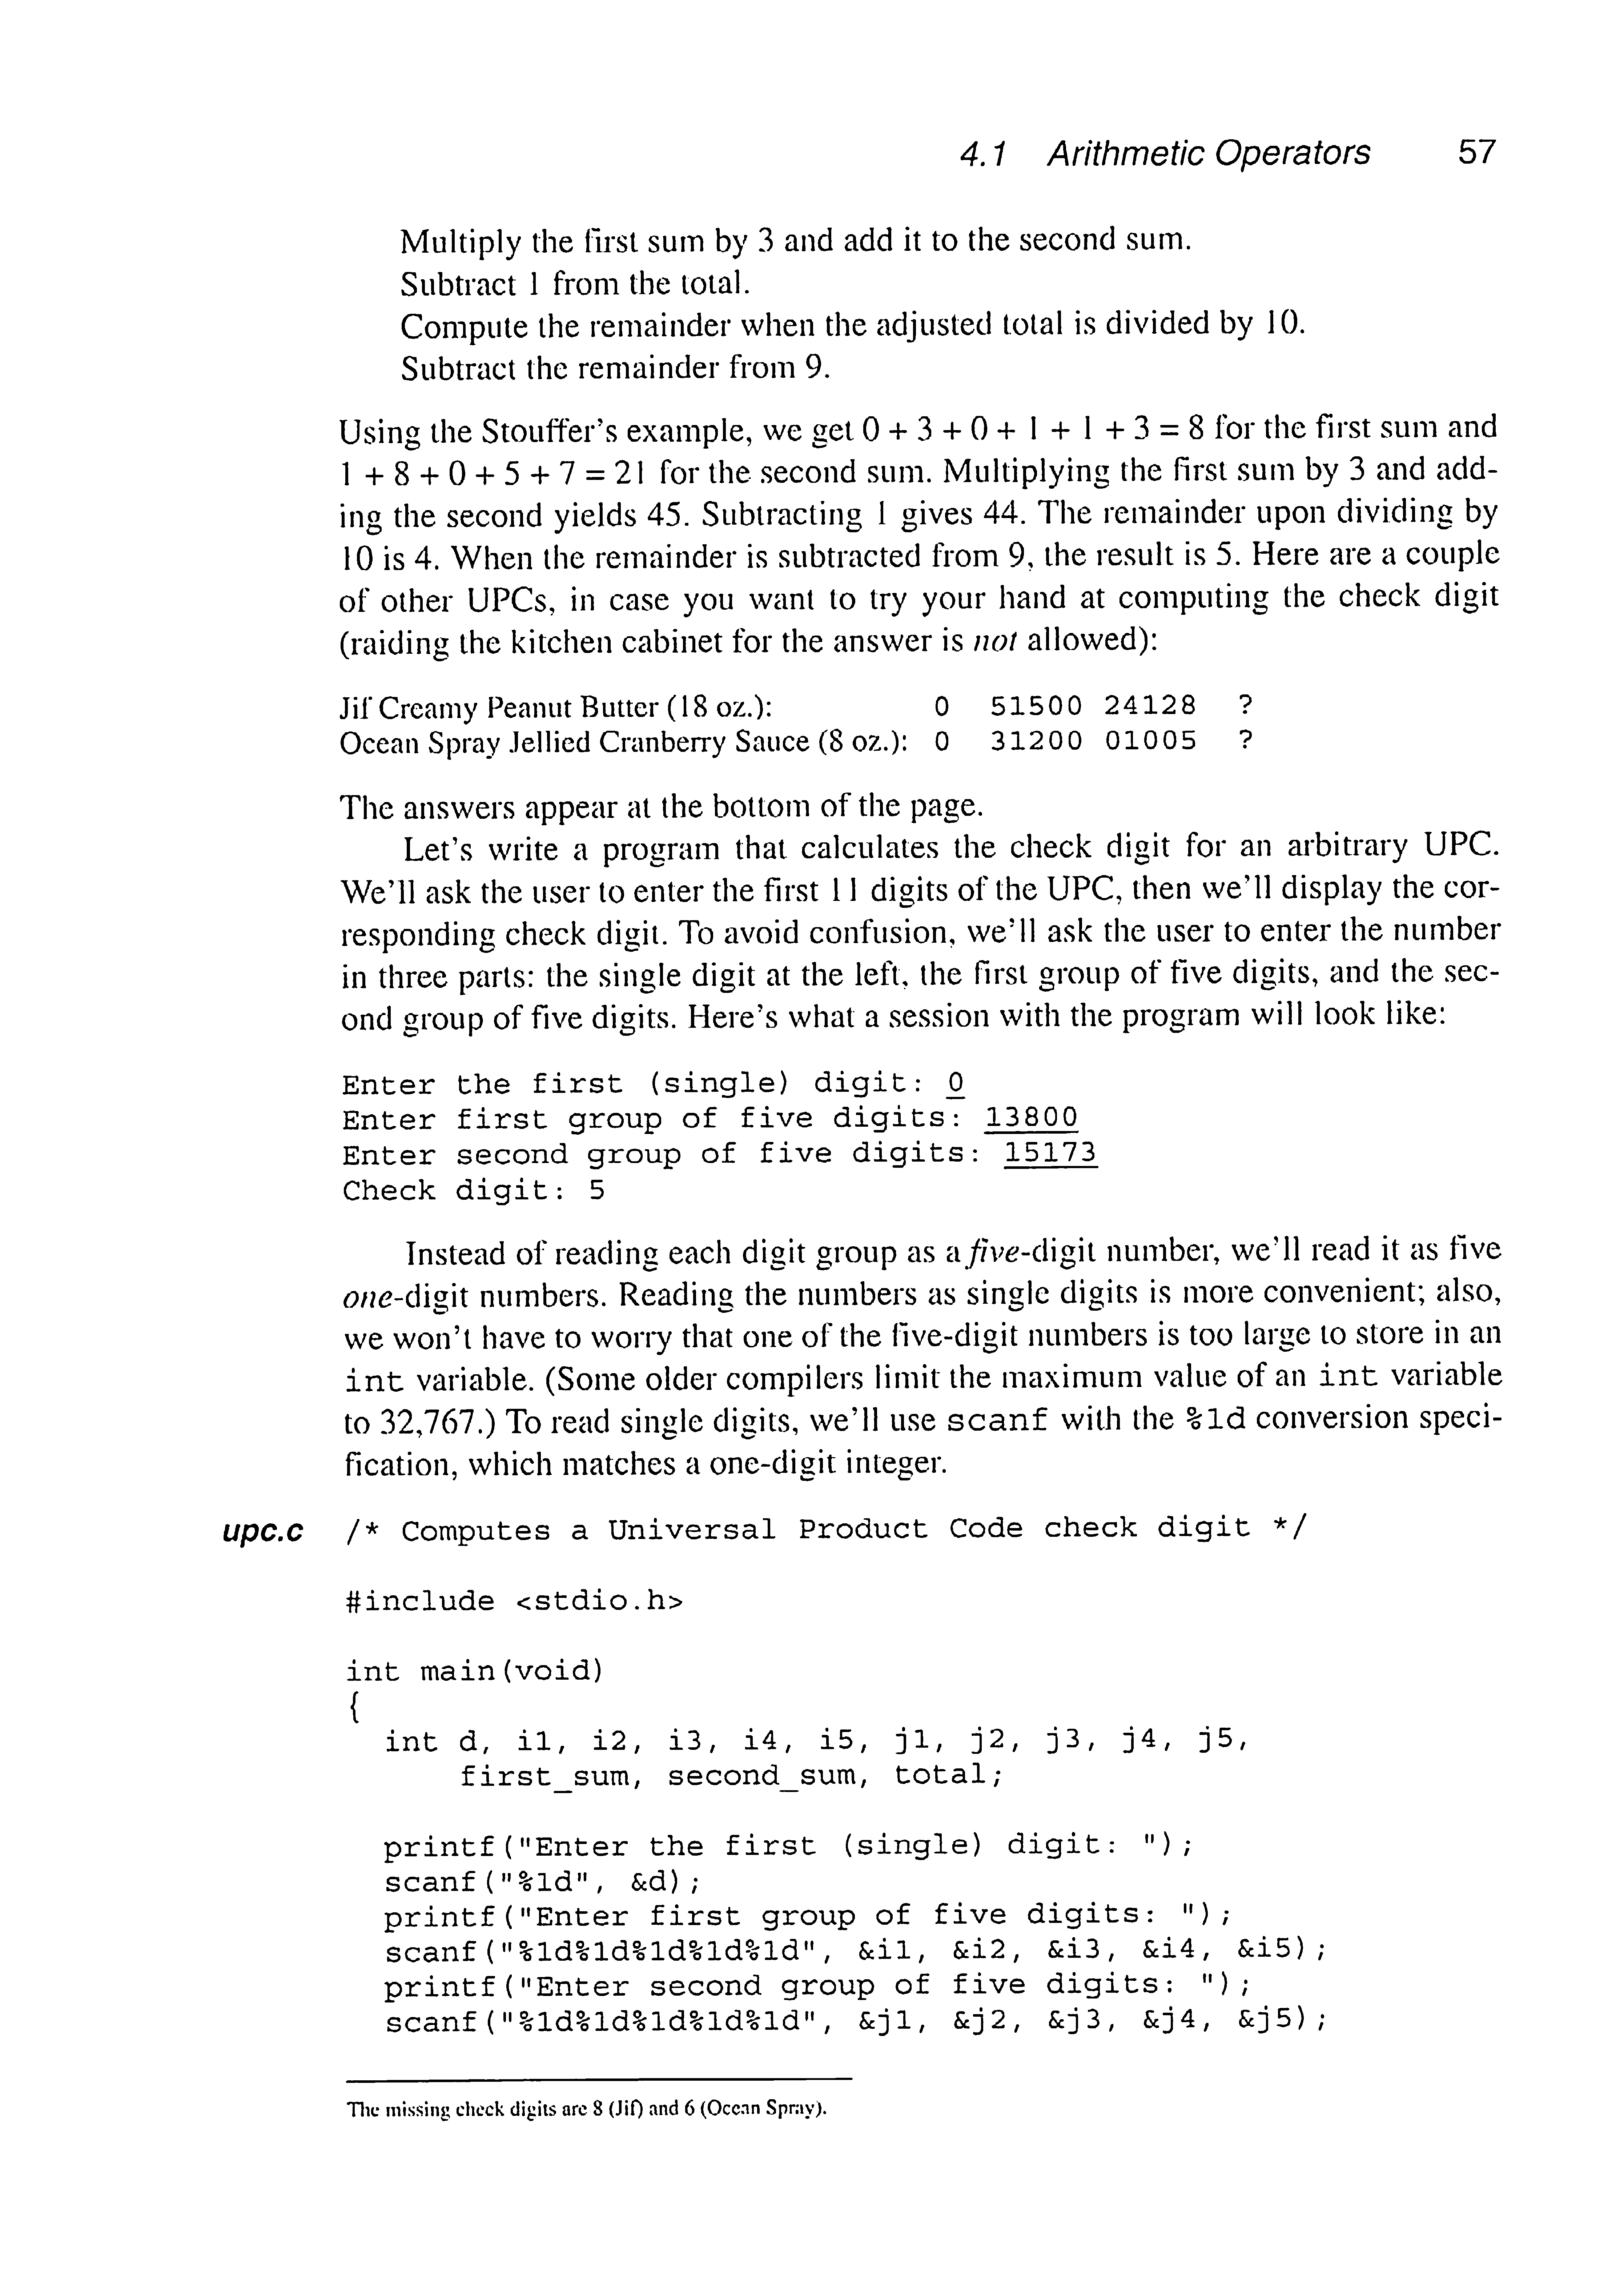 4.1 Arithmetic Operators 57
Multiply the first sum by 3 and add it to the second sum.
Subtract 1 from the total.
Compute the remainder when the adjusted total is divided by 10.
Subtract the remainder from 9.
Using the Stouffer's example, we get 0 + 3 + 0 + 1 + 1 + 3 = 8 for the first sum and
1 + 8 + 0 + 5 + 7 = 21 for the second sum. Multiplying the first sum by 3 and add-
ing the second yields 45. Subtracting 1 gives 44. The remainder upon dividing by
10 is 4. When the remainder is subtracted from 9, the result is 5. Here are a couple
of other UPCs, in case you want to try your hand at computing the check digit
(raiding the kitchen cabinet for the answer is not allowed):
Jif Creamy Peanut Butter (18 oz.): 0 51500 24128 ?
Ocean Spray Jellied Cranberry Sauce (8 oz.): 0 31200 01005 ?
The answers appear at the bottom of the page.
Let's write a program that calculates the check digit for an arbitrary UPC.
We'll ask the user to enter the first 11 digits of the UPC, then we'll display the cor-
responding check digit. To avoid confusion, we'll ask the user to enter the number
in three parts: the single digit at the left, the first group of five digits, and the sec-
ond group of five digits. Here's what a session with the program will look like:
Enter the first (single) digit: 0
Enter first group of five digits: 13800
Enter second group of five digits: 15173
Check digit: 5
Instead of reading each digit group as a five-digit number, we'll read it as five
one-digit numbers. Reading the numbers as single digits is more convenient; also,
we won't have to worry that one of the five-digit numbers is too large to store in an
int variable. (Some older compilers limit the maximum value of an int variable
to 32,767.) To read single digits, we'll use scanf with the %1d conversion speci-
fication, which matches a one-digit integer.
upc.c /* Computes a Universal Product Code check digit */
#include <stdio.h>
int main(void)
{
int d, i1, i2, i3, i4, i5, j1, j2, j3, j4, j5,
first_sum, second_sum, total;
printf("Enter the first (single) digit: ");
scanf("%1d", &d);
printf("Enter first group of five digits: ");
scanf("%1d%1d%1d%1d%1d", &i1, &i2, &i3, &i4, &i5);
printf("Enter second group of five digits: ");
scanf("%1d%1d%1d%1d%1d", &j1, &j2, &j3, &j4, &j5);
The missing check digits are 8 (Jif) and 6 (Ocean Spray).